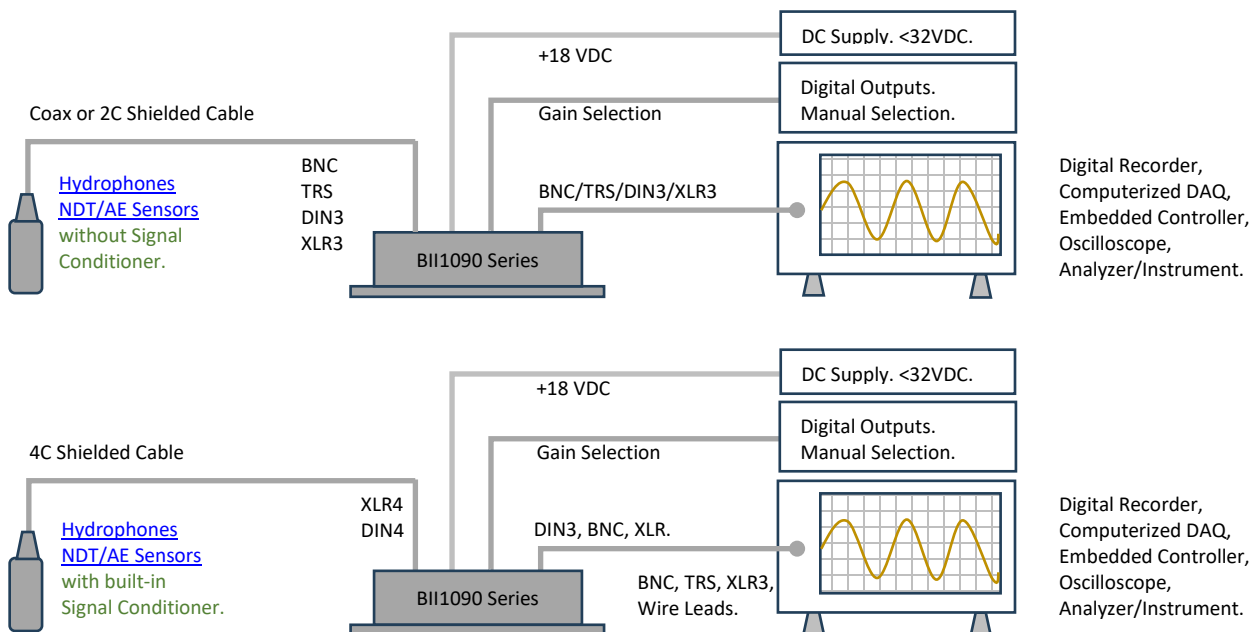 DC Supply. <32VDC.
+18 VDC
Digital Outputs.
Manual Selection.
Coax or 2C Shielded Cable
Gain Selection
BNC
TRS
DIN3
XLR3
Hydrophones
NDT/AE Sensors
without Signal
Conditioner.
BNC/TRS/DIN3/XLR3
BII1090 Series
Digital Recorder,
Computerized DAQ,
Embedded Controller,
Oscilloscope,
Analyzer/Instrument.
DC Supply. <32VDC.
+18 VDC
Digital Outputs.
Manual Selection.
4C Shielded Cable
Gain Selection
XLR4
DIN4
Hydrophones
NDT/AE Sensors
with built-in
Signal Conditioner.
DIN3, BNC, XLR.
BII1090 Series
BNC, TRS, XLR3,
Wire Leads.
Digital Recorder,
Computerized DAQ,
Embedded Controller,
Oscilloscope,
Analyzer/Instrument.